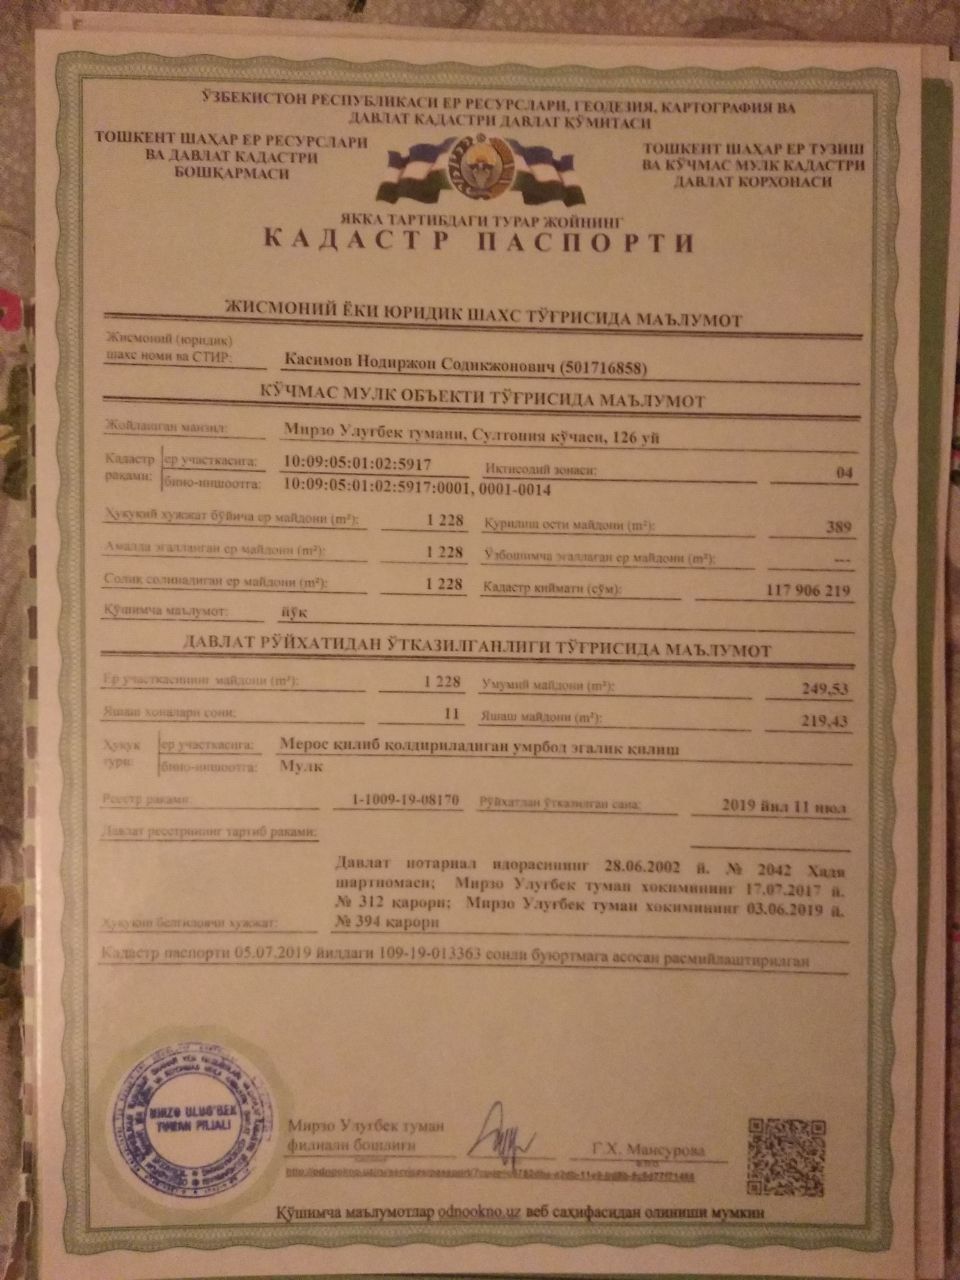 ЎЗБЕКИСТОН РЕСПУБЛИКАСИ ЕР РЕСУРСЛАРИ, ГЕОДЕЗИЯ, КАРТОГРАФИЯ ВА
ДАВЛАТ КАДАСТРИ ДАВЛАТ ҚЎМИТАСИ
ТОШКЕНТ ШАҲАР ЕР РЕСУРСЛАРИ
ВА ДАВЛАТ КАДАСТРИ
БОШҚАРМАСИ
ТОШКЕНТ ШАҲАР ЕР ТУЗИШ
ВА КЎЧМАС МУЛК КАДАСТРИ
ДАВЛАТ КОРХОНАСИ
ЯККА ТАРТИБДАГИ ТУРАР ЖОЙНИНГ
КАДАСТР ПАСПОРТИ
ЖИСМОНИЙ ЁКИ ЮРИДИК ШАХС ТЎҒРИСИДА МАЪЛУМОТ
Жисмоний (юридик)
шахс номи ва СТИР: Касимов Нодиржон Содикжонович (501716858)
КЎЧМАС МУЛК ОБЪЕКТИ ТЎҒРИСИДА МАЪЛУМОТ
Жойлашган манзил: Мирзо Улуғбек тумани, Султония кўчаси, 126 уй
Кадастр рақами: ер участкасига: 10:09:05:01:02:5917 Иқтисодий зонаси: 04
бино-иншоотга: 10:09:05:01:02:5917:0001, 0001-0014
Ҳуқуқий хужжат бўйича ер майдони (m²): 1 228 Қурилиш ости майдони (m²): 389
Амалда эгалланган ер майдони (m²): 1 228 Ўзбошимча эгаллаган ер майдони (m²): ---
Солиқ солинадиган ер майдони (m²): 1 228 Кадастр қиймати (сўм): 117 906 219
Қўшимча маълумот: йўқ
ДАВЛАТ РЎЙХАТИДАН ЎТКАЗИЛГАНЛИГИ ТЎҒРИСИДА МАЪЛУМОТ
Ер участкасининг майдони (m²): 1 228 Умумий майдони (m²): 249,53
Яшаш хоналари сони: 11 Яшаш майдони (m²): 219,43
Ҳуқуқ тури: ер участкасига: Мерос қилиб қолдириладиган умрбод эгалик қилиш
бино-иншоотга: Мулк
Реестр рақами: 1-1009-19-08170 Рўйхатдан ўтказилган сана: 2019 йил 11 июл
Давлат реестрининг тартиб рақами:
Давлат нотариал идорасининг 28.06.2002 й. № 2042 Хадя
шартномаси; Мирзо Улуғбек туман хокимининг 17.07.2017 й.
№ 312 қарори; Мирзо Улуғбек туман хокимининг 03.06.2019 й.
Ҳуқуқни белгиловчи хужжат: № 394 қарори
Кадастр паспорти 05.07.2019 йилдаги 109-19-013363 сонли буюртмага асосан расмийлаштирилган
MIRZO ULUG'BEK
TUMAN FILIALI
Мирзо Улуғбек туман
филиали бошлиғи
Г.Х. Мансурова
Қўшимча маълумотлар odnookno.uz веб саҳифасидан олиниши мумкин